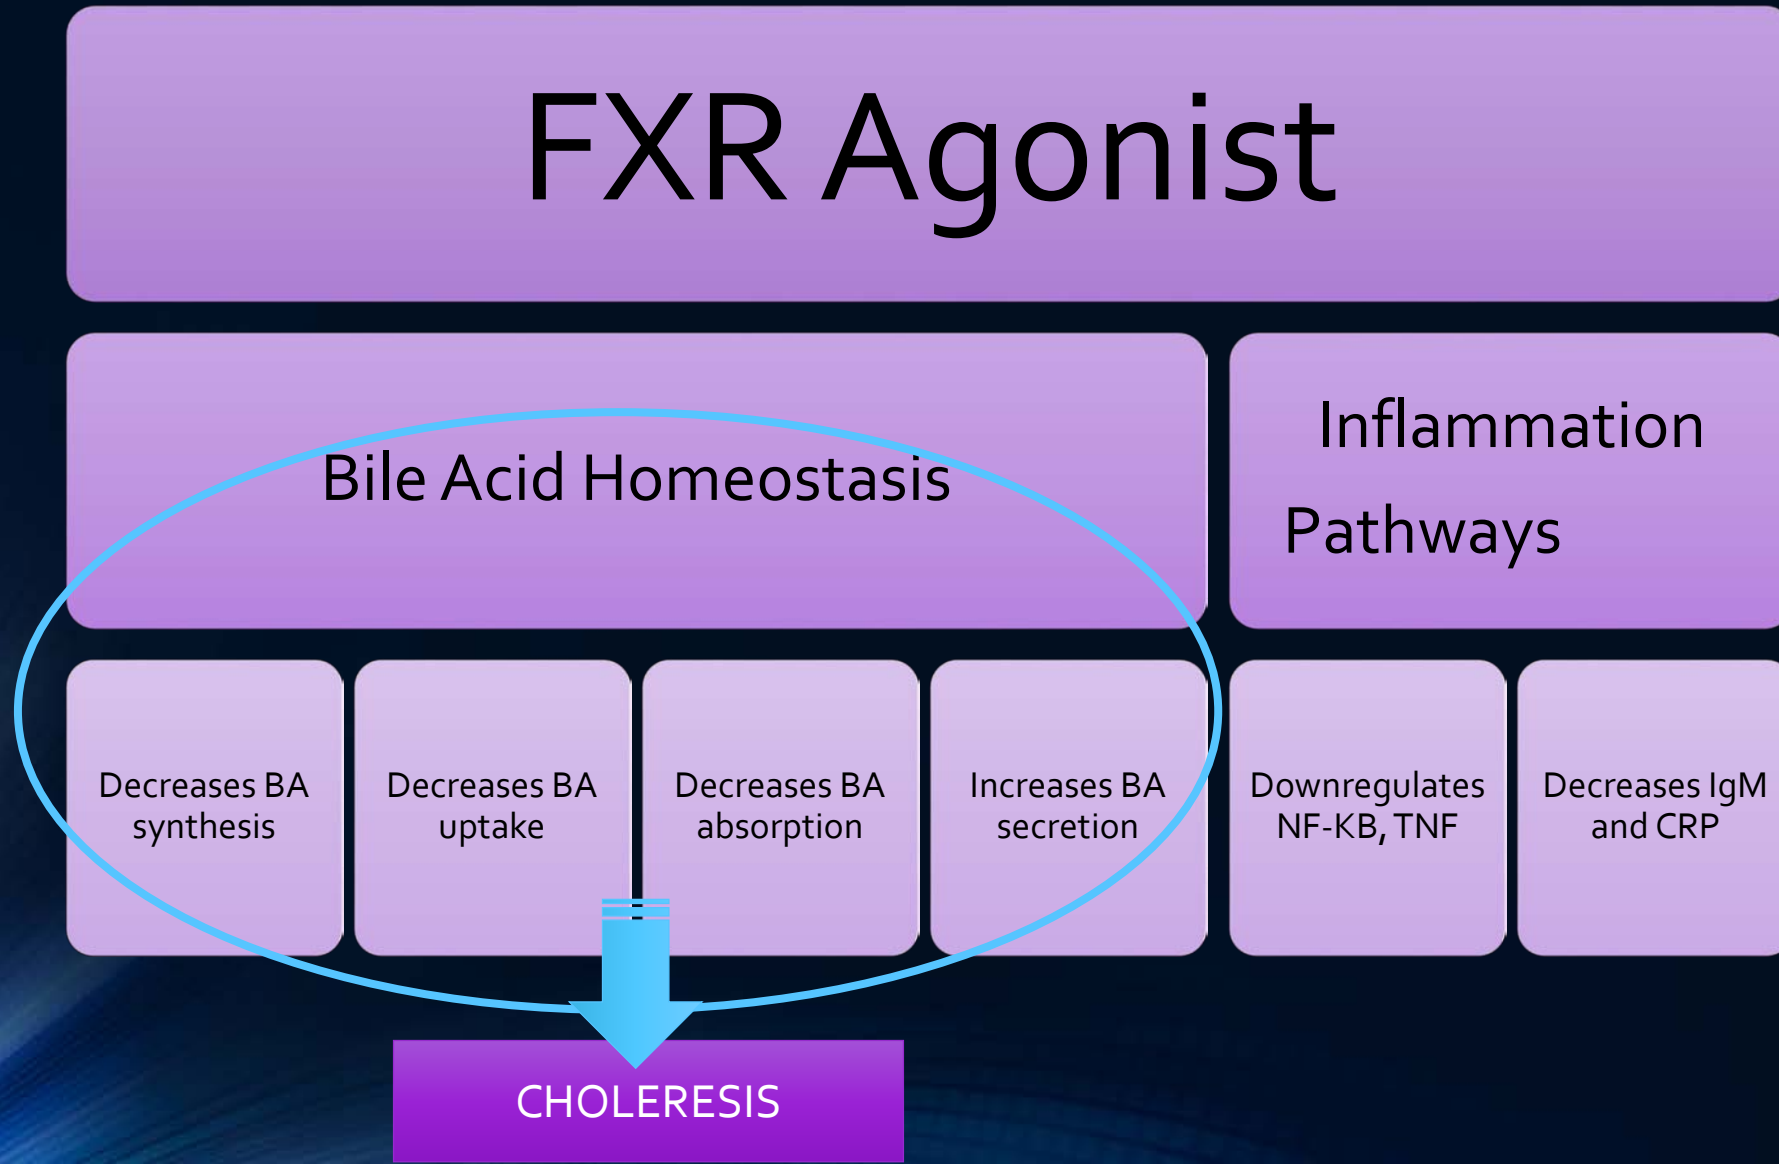 FXR Agonist
Bile Acid Homeostasis
Inflammation
Pathways
Decreases BA
synthesis
Decreases BA
uptake
Decreases BA
absorption
Increases BA
secretion
Downregulates
NF-KB, TNF
Decreases IgM
and CRP
CHOLERESIS